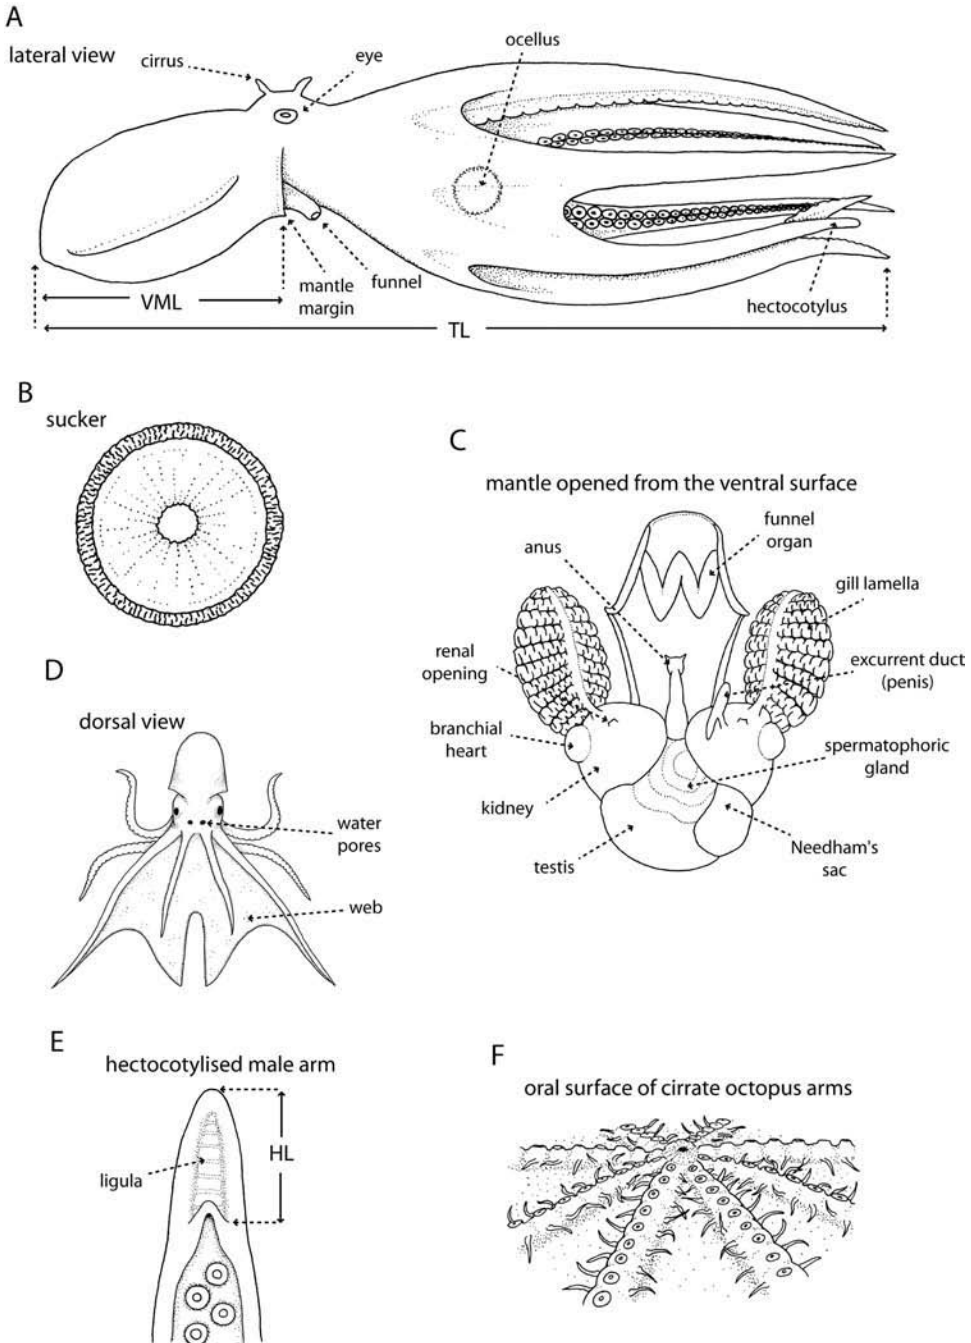 A
lateral view
cirrus
eye
ocellus
mantle
margin
funnel
hectocotylus
VML
TL
B
sucker
C
mantle opened from the ventral surface
anus
funnel
organ
gill lamella
renal
opening
excurrent duct
(penis)
branchial
heart
spermatophoric
gland
kidney
testis
Needham's
sac
D
dorsal view
water
pores
web
E
hectocotylised male arm
HL
ligula
F
oral surface of cirrate octopus arms